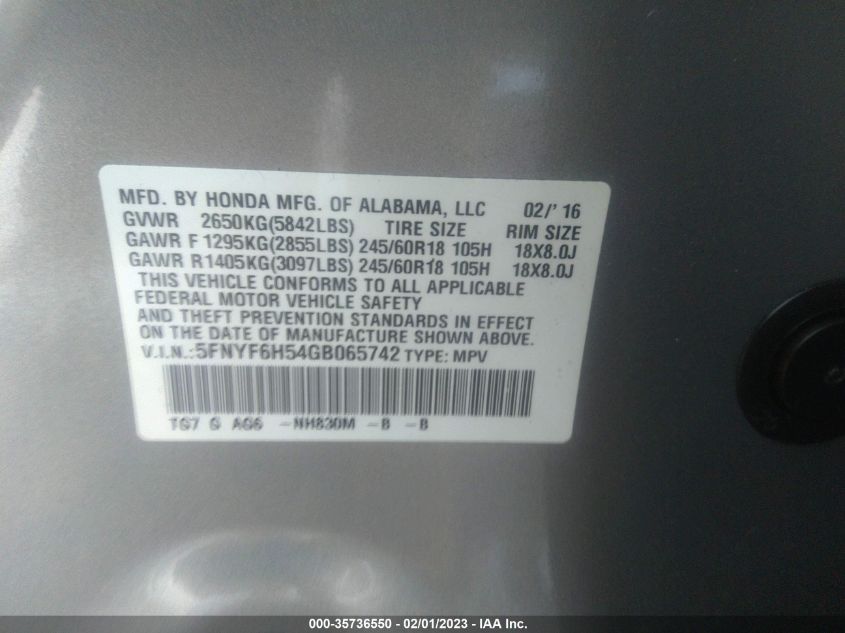 MFD. BY HONDA MFG. OF ALABAMA, LLC 02/' 16
GVWR 2650KG(5842LBS) TIRE SIZE RIM SIZE
GAWR F 1295KG(2855LBS) 245/60R18 105H 18X8.0J
GAWR R1405KG(3097LBS) 245/60R18 105H 18X8.0J
THIS VEHICLE CONFORMS TO ALL APPLICABLE
FEDERAL MOTOR VEHICLE SAFETY
AND THEFT PREVENTION STANDARDS IN EFFECT
ON THE DATE OF MANUFACTURE SHOWN ABOVE.
V.I.N.:5FNYF6H54GB065742 TYPE: MPV
TG7 G AG6 -NH830M -B -B
000-35736550 - 02/01/2023 - IAA Inc.